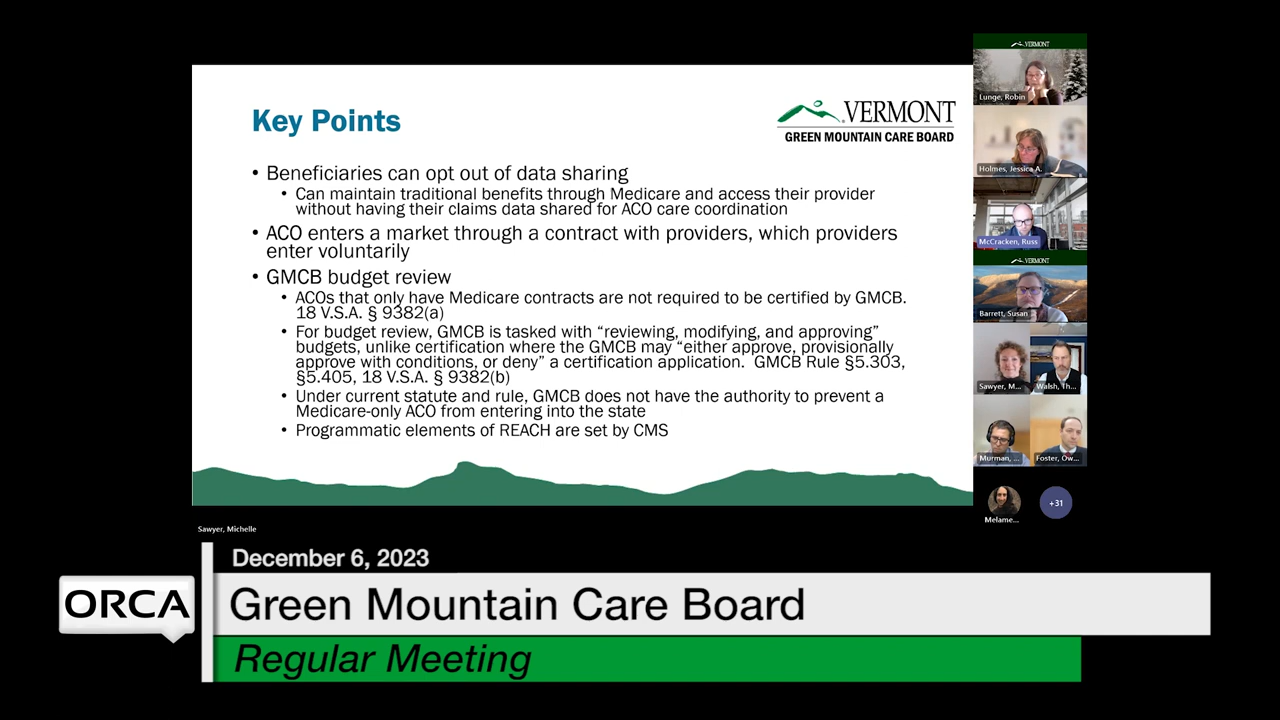 Key Points
VERMONT
GREEN MOUNTAIN CARE BOARD
• Beneficiaries can opt out of data sharing
• Can maintain traditional benefits through Medicare and access their provider
without having their claims data shared for ACO care coordination
• ACO enters a market through a contract with providers, which providers
enter voluntarily
• GMCB budget review
• ACOs that only have Medicare contracts are not required to be certified by GMCB.
18 V.S.A. § 9382(a)
• For budget review, GMCB is tasked with “reviewing, modifying, and approving”
budgets, unlike certification where the GMCB may “either approve, provisionally
approve with conditions, or deny” a certification application. GMCB Rule §5.303,
§5.405, 18 V.S.A. § 9382(b)
• Under current statute and rule, GMCB does not have the authority to prevent a
Medicare-only ACO from entering into the state
• Programmatic elements of REACH are set by CMS
VERMONT
Lunge, Robin
Holmes, Jessica A.
McCracken, Russ
VERMONT
Barrett, Susan
Sawyer, M...
Walsh, Th...
Murman, ...
Foster, Ow...
Melame...
+31
Sawyer, Michelle
December 6, 2023
ORCA
Green Mountain Care Board
Regular Meeting